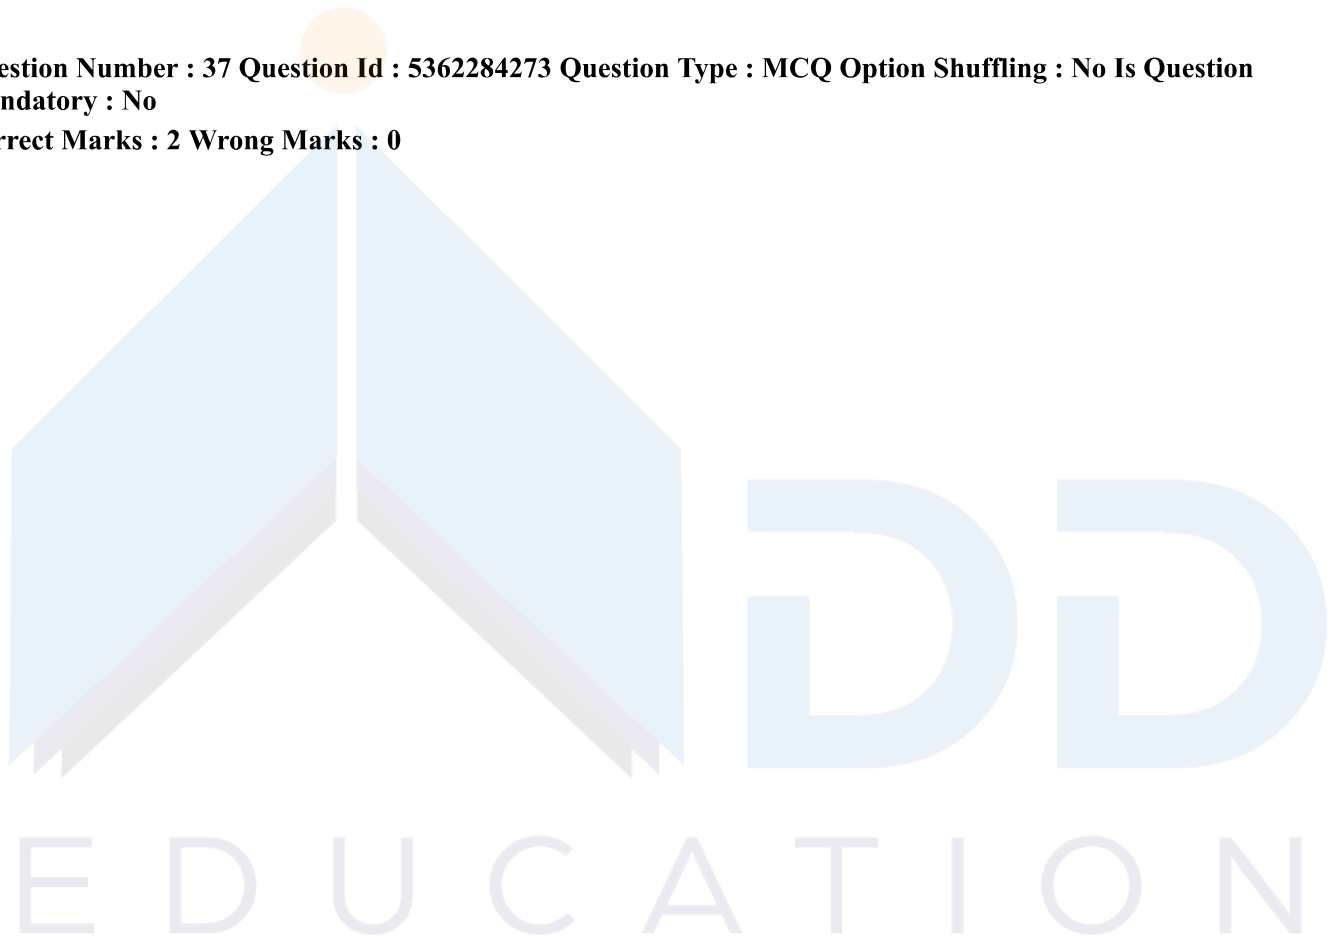 estion Number : 37 Question Id : 5362284273 Question Type : MCQ Option Shuffling : No Is Question
ndatory : No
rrect Marks : 2 Wrong Marks : 0
DD
EDUCATION